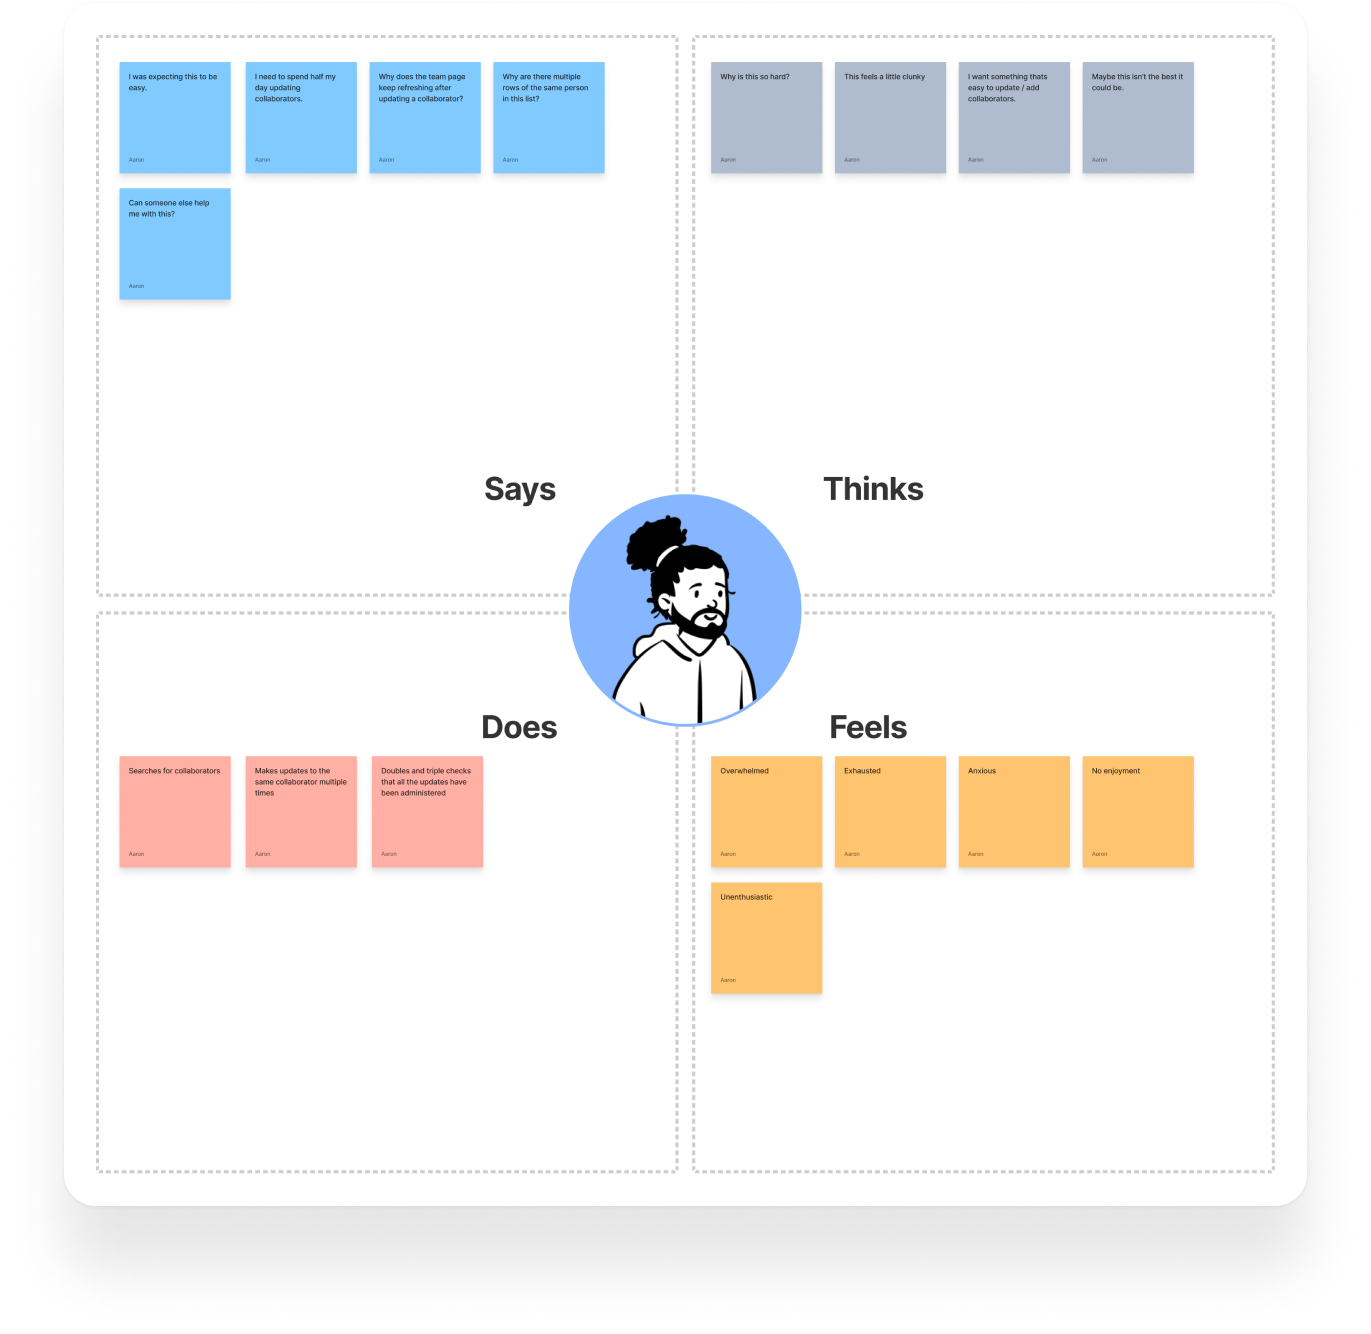 I was expecting this to be
easy.
Aaron
I need to spend half my
day updating
collaborators.
Aaron
Why does the team page
keep refreshing after
updating a collaborator?
Aaron
Why are there multiple
rows of the same person
in this list?
Aaron
Can someone else help
me with this?
Aaron
Says
Why is this so hard?
Aaron
This feels a little clunky
Aaron
I want something thats
easy to update / add
collaborators.
Aaron
Maybe this isn't the best it
could be.
Aaron
Thinks
Does
Searches for collaborators
Aaron
Makes updates to the
same collaborator multiple
times
Aaron
Doubles and triple checks
that all the updates have
been administered
Aaron
Feels
Overwhelmed
Aaron
Exhausted
Aaron
Anxious
Aaron
No enjoyment
Aaron
Unenthusiastic
Aaron